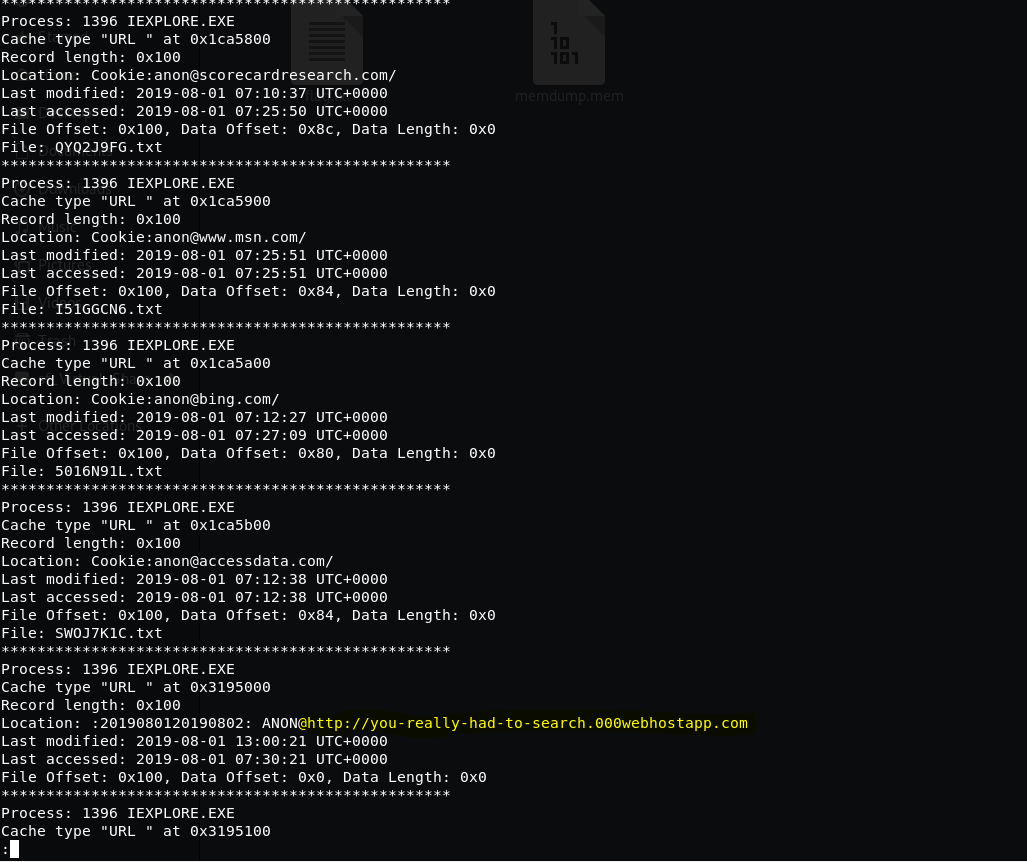 **************************************************
Process: 1396 IEXPLORE.EXE
Cache type "URL " at 0x1ca5800
Record length: 0x100
Location: Cookie:anon@scorecardresearch.com/
Last modified: 2019-08-01 07:10:37 UTC+0000
Last accessed: 2019-08-01 07:25:50 UTC+0000
memdump.mem
File Offset: 0x100, Data Offset: 0x8c, Data Length: 0x0
File: QYQ2J9FG.txt
**************************************************
Process: 1396 IEXPLORE.EXE
Cache type "URL " at 0x1ca5900
Record length: 0x100
Location: Cookie:anon@www.msn.com/
Last modified: 2019-08-01 07:25:51 UTC+0000
Last accessed: 2019-08-01 07:25:51 UTC+0000
File Offset: 0x100, Data Offset: 0x84, Data Length: 0x0
File: I51GGCN6.txt
**************************************************
Process: 1396 IEXPLORE.EXE
Cache type "URL " at 0x1ca5a00
Record length: 0x100
Location: Cookie:anon@bing.com/
Last modified: 2019-08-01 07:12:27 UTC+0000
Last accessed: 2019-08-01 07:27:09 UTC+0000
File Offset: 0x100, Data Offset: 0x80, Data Length: 0x0
File: 5016N91L.txt
**************************************************
Process: 1396 IEXPLORE.EXE
Cache type "URL " at 0x1ca5b00
Record length: 0x100
Location: Cookie:anon@accessdata.com/
Last modified: 2019-08-01 07:12:38 UTC+0000
Last accessed: 2019-08-01 07:12:38 UTC+0000
File Offset: 0x100, Data Offset: 0x84, Data Length: 0x0
File: SWOJ7K1C.txt
**************************************************
Process: 1396 IEXPLORE.EXE
Cache type "URL " at 0x3195000
Record length: 0x100
Location: :2019080120190802: ANON@http://you-really-had-to-search.000webhostapp.com
Last modified: 2019-08-01 13:00:21 UTC+0000
Last accessed: 2019-08-01 07:30:21 UTC+0000
File Offset: 0x100, Data Offset: 0x0, Data Length: 0x0
**************************************************
Process: 1396 IEXPLORE.EXE
Cache type "URL " at 0x3195100
: